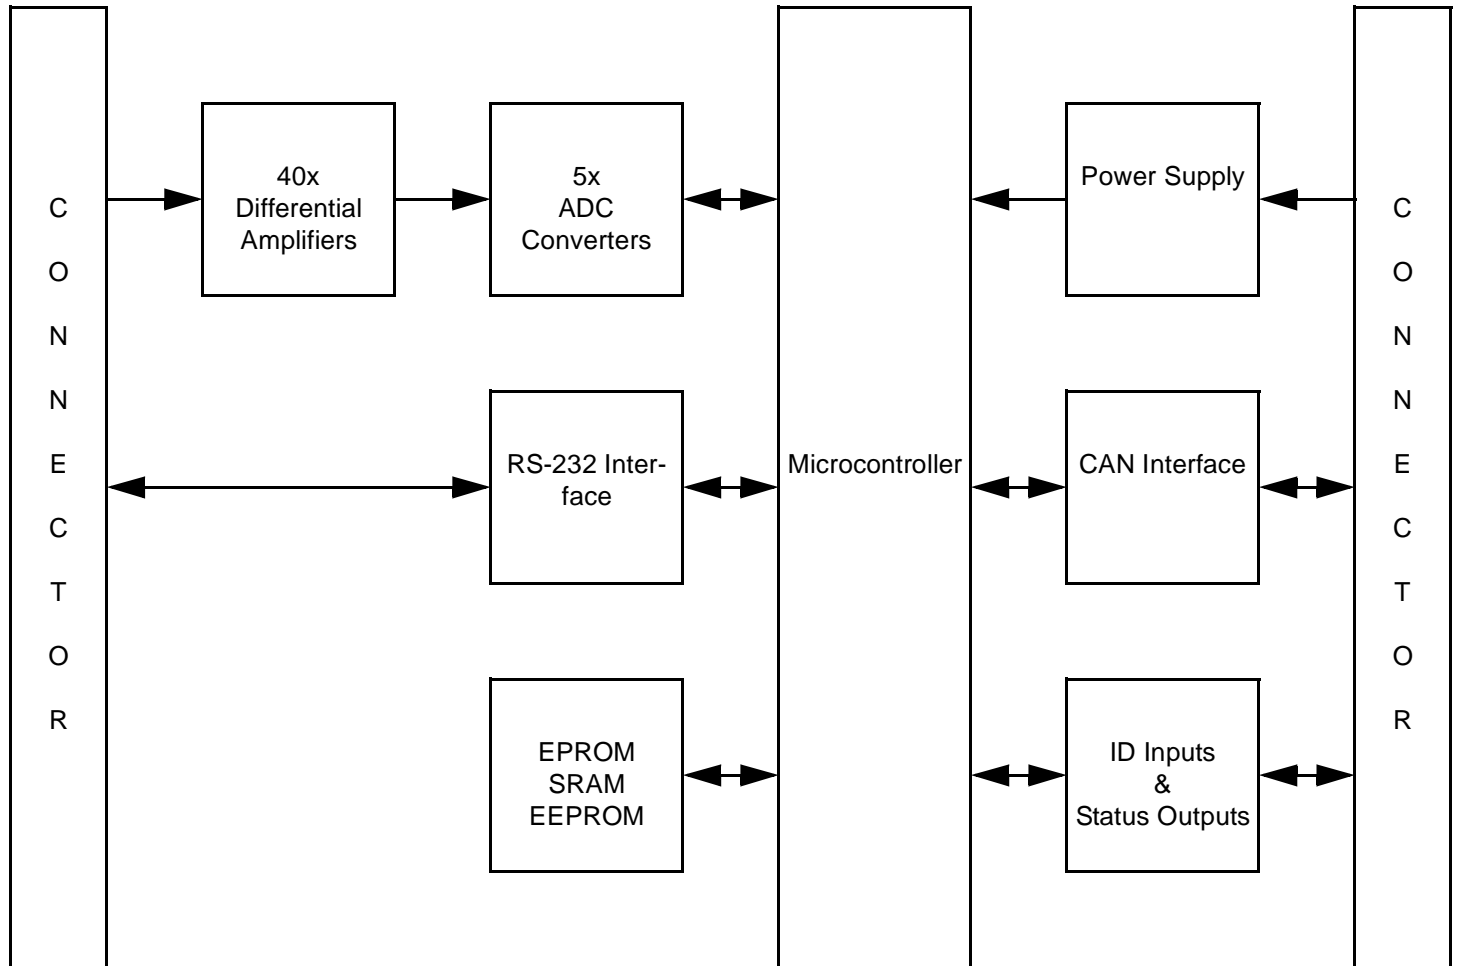 C
O
N
N
E
C
T
O
R
40x
Differential
Amplifiers
5x
ADC
Converters
RS-232 Inter-
face
EPROM
SRAM
EEPROM
Microcontroller
Power Supply
CAN Interface
ID Inputs
&
Status Outputs
C
O
N
N
E
C
T
O
R